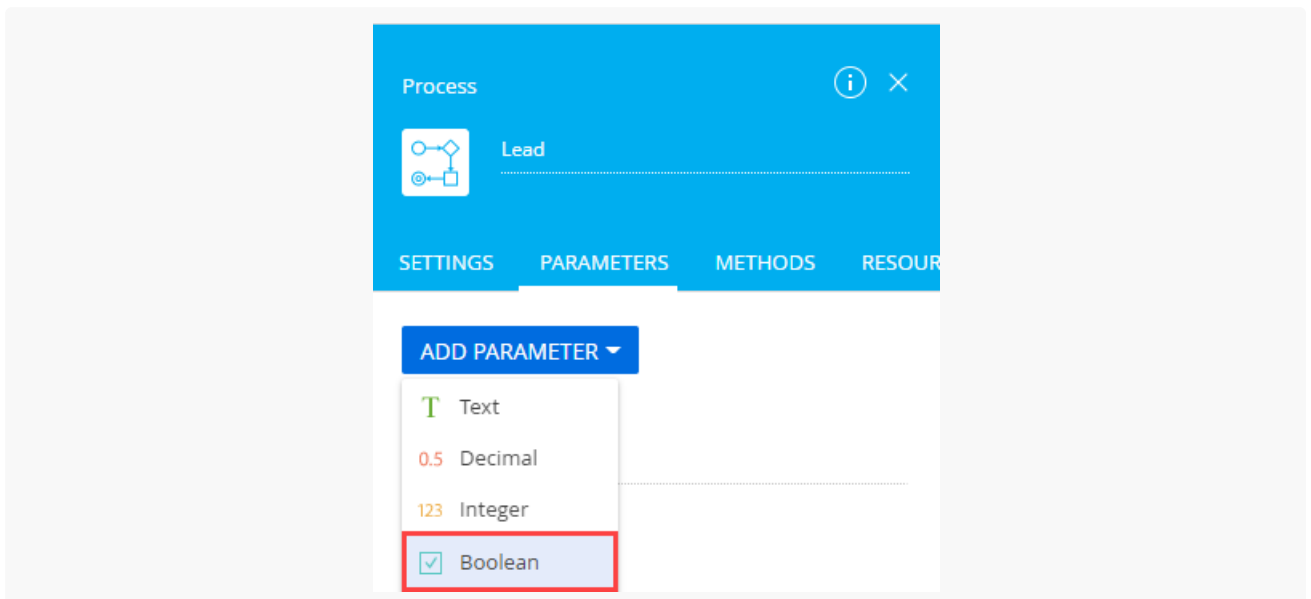 Process
Lead
SETTINGS PARAMETERS METHODS RESOUR
ADD PARAMETER
T Text
0.5 Decimal
123 Integer
Boolean